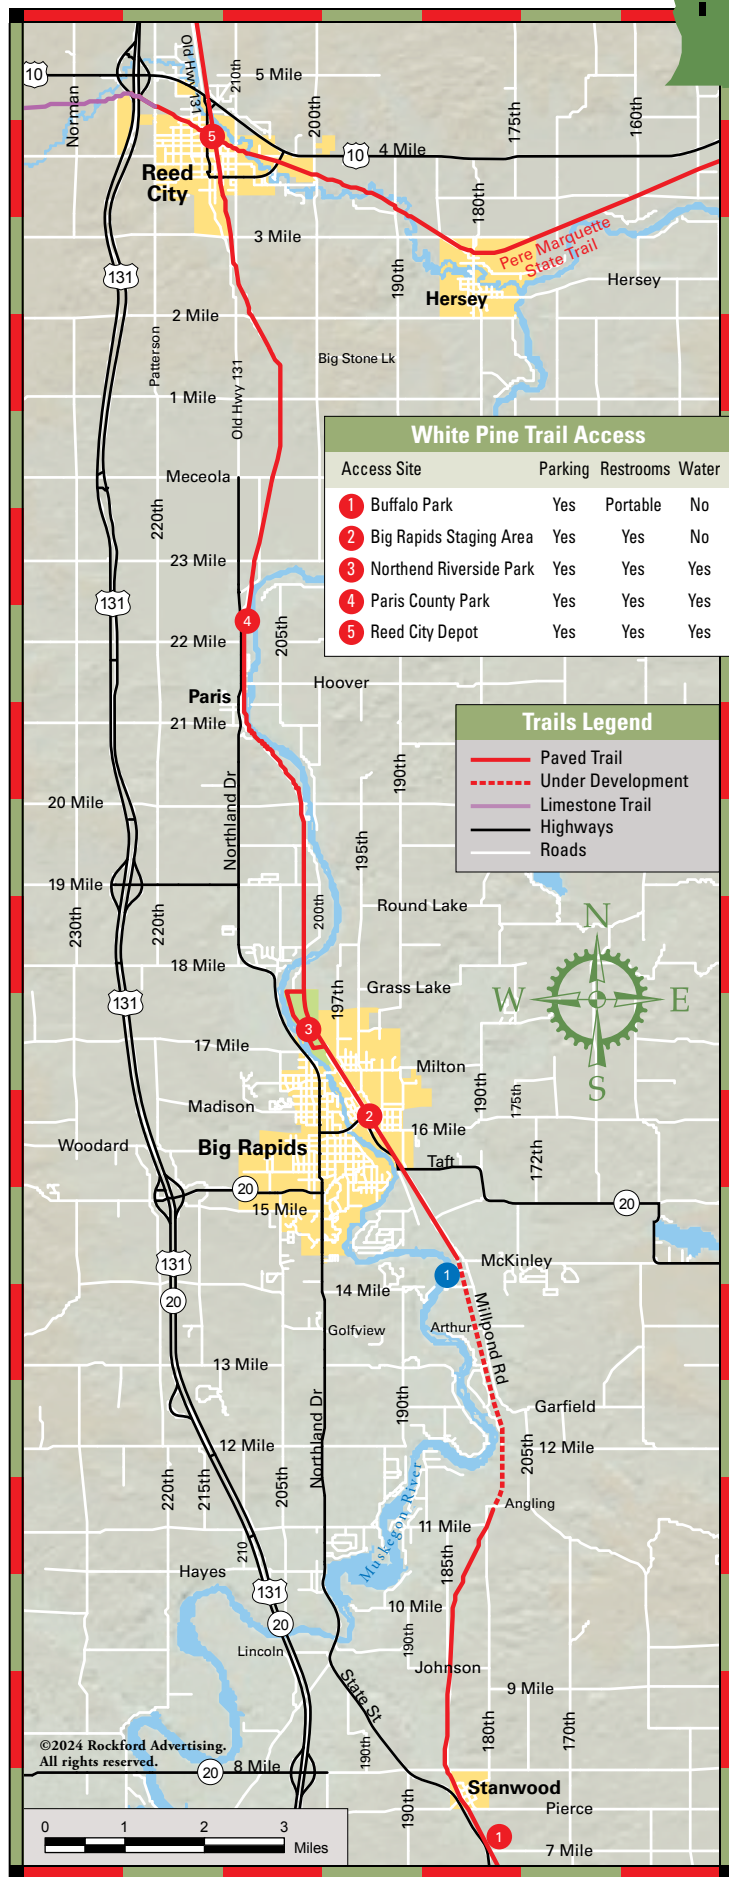 10
Old Hwy 131
210th
5 Mile
Norman
200th
175th
160th
5
10
4 Mile
Reed
City
180th
3 Mile
190th
Pere Marquette
State Trail
Hersey
Hersey
131
2 Mile
Patterson
Old Hwy 131
Big Stone Lk
1 Mile
White Pine Trail Access
Access Site Parking Restrooms Water
1 Buffalo Park Yes Portable No
2 Big Rapids Staging Area Yes Yes No
3 Northend Riverside Park Yes Yes Yes
4 Paris County Park Yes Yes Yes
5 Reed City Depot Yes Yes Yes
Meceola
220th
23 Mile
131
4
205th
22 Mile
Hoover
Paris
21 Mile
Trails Legend
Paved Trail
Under Development
Limestone Trail
Highways
Roads
190th
20 Mile
Northland Dr
195th
19 Mile
230th
220th
200th
Round Lake
N
W
E
S
18 Mile
Grass Lake
131
197th
3
17 Mile
Milton
190th
175th
Madison
2
16 Mile
Woodard
Big Rapids
Taft
172th
20
20
15 Mile
131
McKinley
1
20
14 Mile
Millpond Rd
Golfview
Arthur
13 Mile
Northland Dr
190th
Garfield
12 Mile
205th
12 Mile
220th
215th
205th
Muskegon River
Angling
11 Mile
210
185th
Hayes
131
10 Mile
20
190th
Lincoln
Johnson
State St
9 Mile
180th
170th
©2024 Rockford Advertising.
All rights reserved.
190th
20
8 Mile
Stanwood
190th
Pierce
0 1 2 3
Miles
1
7 Mile